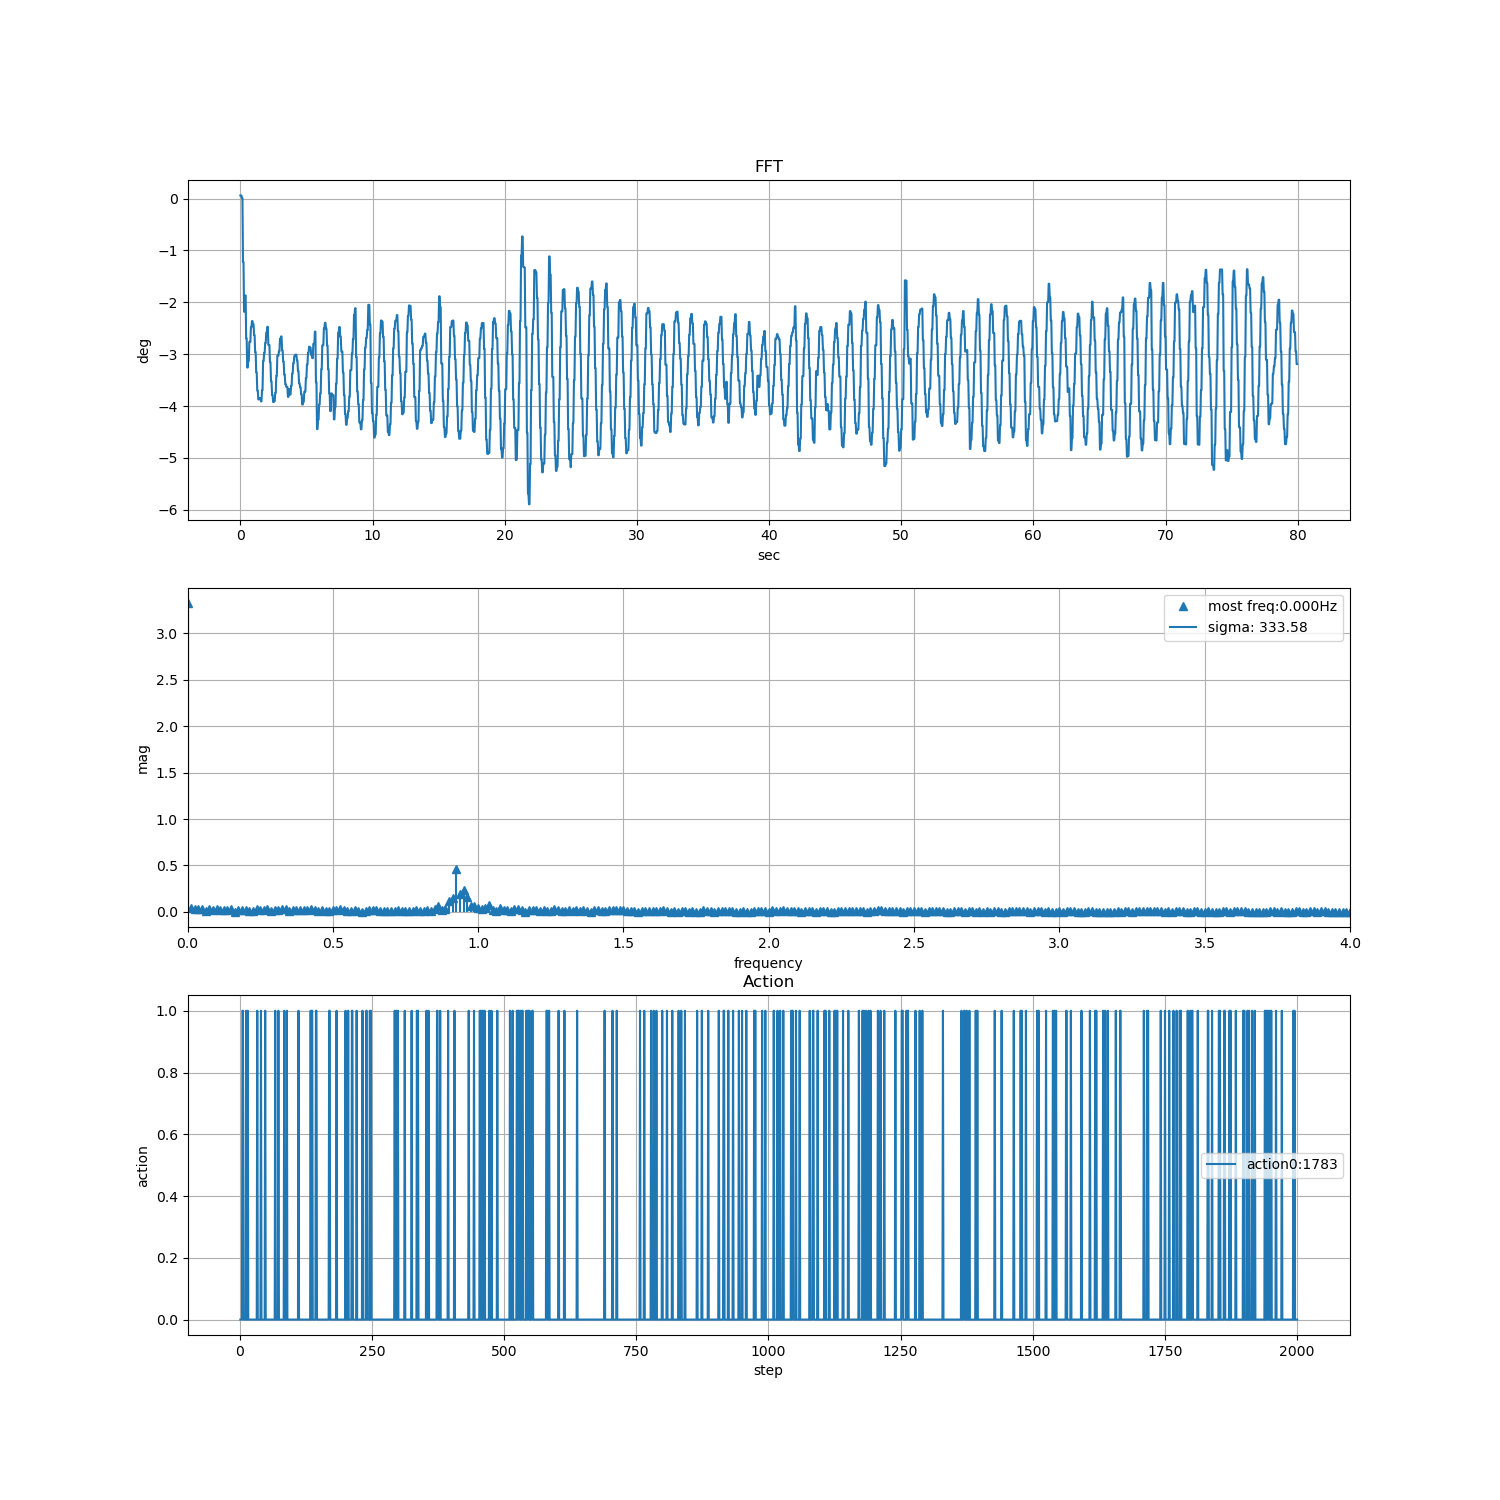 FFT
0
−1
−2
−3
−4
−5
−6
deg
0 10 20 30 40 50 60 70 80
sec
most freq:0.000Hz
sigma: 333.58
3.0
2.5
2.0
1.5
1.0
0.5
0.0
mag
0.0 0.5 1.0 1.5 2.0 2.5 3.0 3.5 4.0
frequency
Action
1.0
0.8
0.6
0.4
0.2
0.0
action
action0:1783
0 250 500 750 1000 1250 1500 1750 2000
step